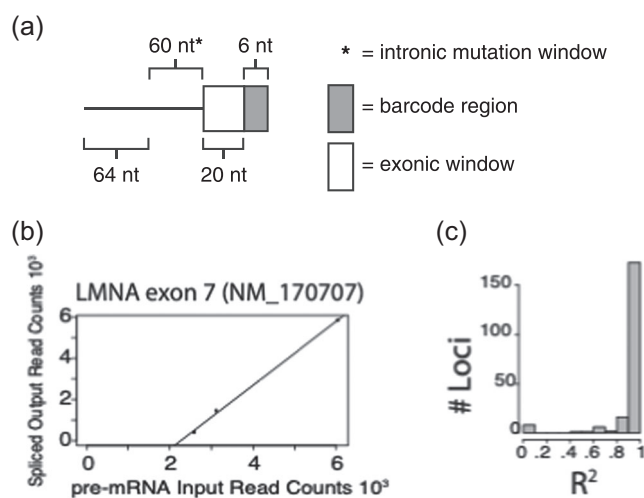 (a)
60 nt* 6 nt
* = intronic mutation window
= barcode region
= exonic window
64 nt 20 nt
(b)
LMNA exon 7 (NM_170707)
Spliced Output Read Counts 10³
6
4
2
0
0 2 4 6
pre-mRNA Input Read Counts 10³
(c)
# Loci
150
100
50
0
0 .2 .4 .6 .8 1
R²